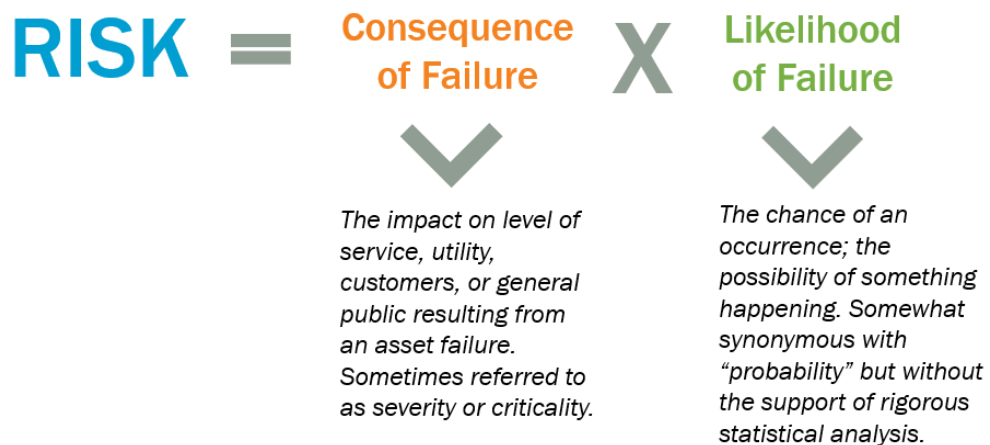 RISK = Consequence of Failure X Likelihood of Failure
The impact on level of
service, utility,
customers, or general
public resulting from
an asset failure.
Sometimes referred to
as severity or criticality.
The chance of an
occurrence; the
possibility of something
happening. Somewhat
synonymous with
“probability” but without
the support of rigorous
statistical analysis.